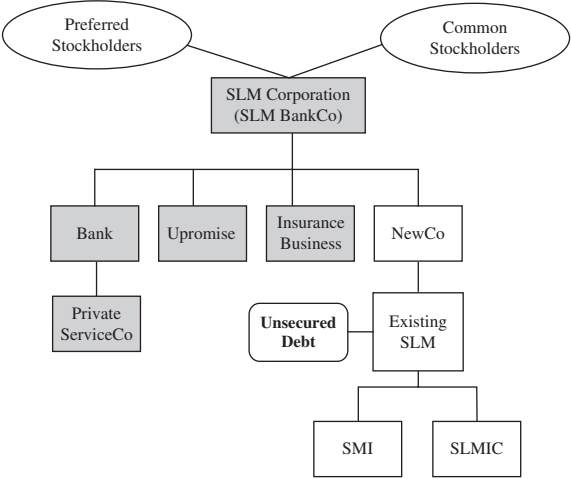 Preferred
Stockholders
Common
Stockholders
SLM Corporation
(SLM BankCo)
Bank
Upromise
Insurance
Business
NewCo
Private
ServiceCo
Unsecured
Debt
Existing
SLM
SMI
SLMIC